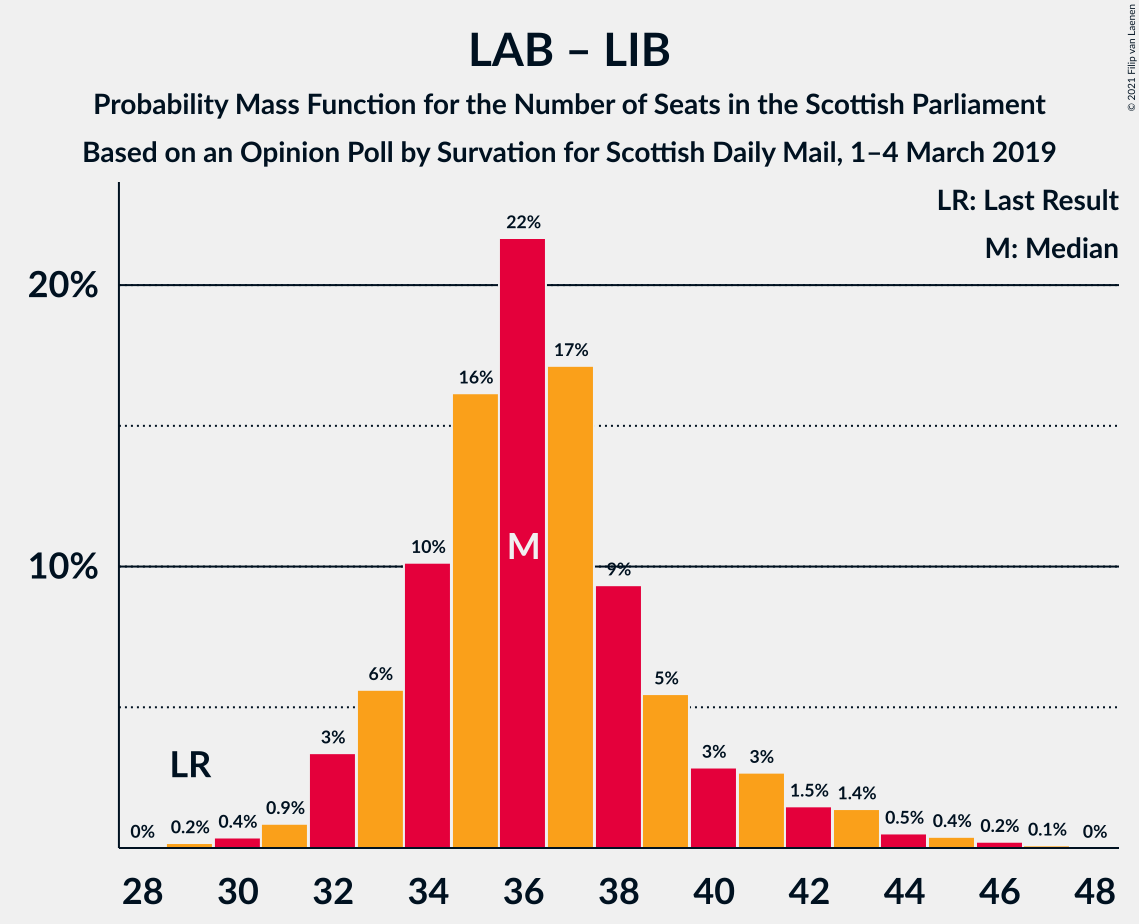 LAB – LIB
Probability Mass Function for the Number of Seats in the Scottish Parliament
Based on an Opinion Poll by Survation for Scottish Daily Mail, 1–4 March 2019
© 2021 Filip van Laenen
LR: Last Result
M: Median
20%
10%
0%
0.2%
0.4%
0.9%
3%
6%
10%
16%
22%
17%
9%
5%
3%
3%
1.5%
1.4%
0.5%
0.4%
0.2%
0.1%
0%
LR
M
28 30 32 34 36 38 40 42 44 46 48